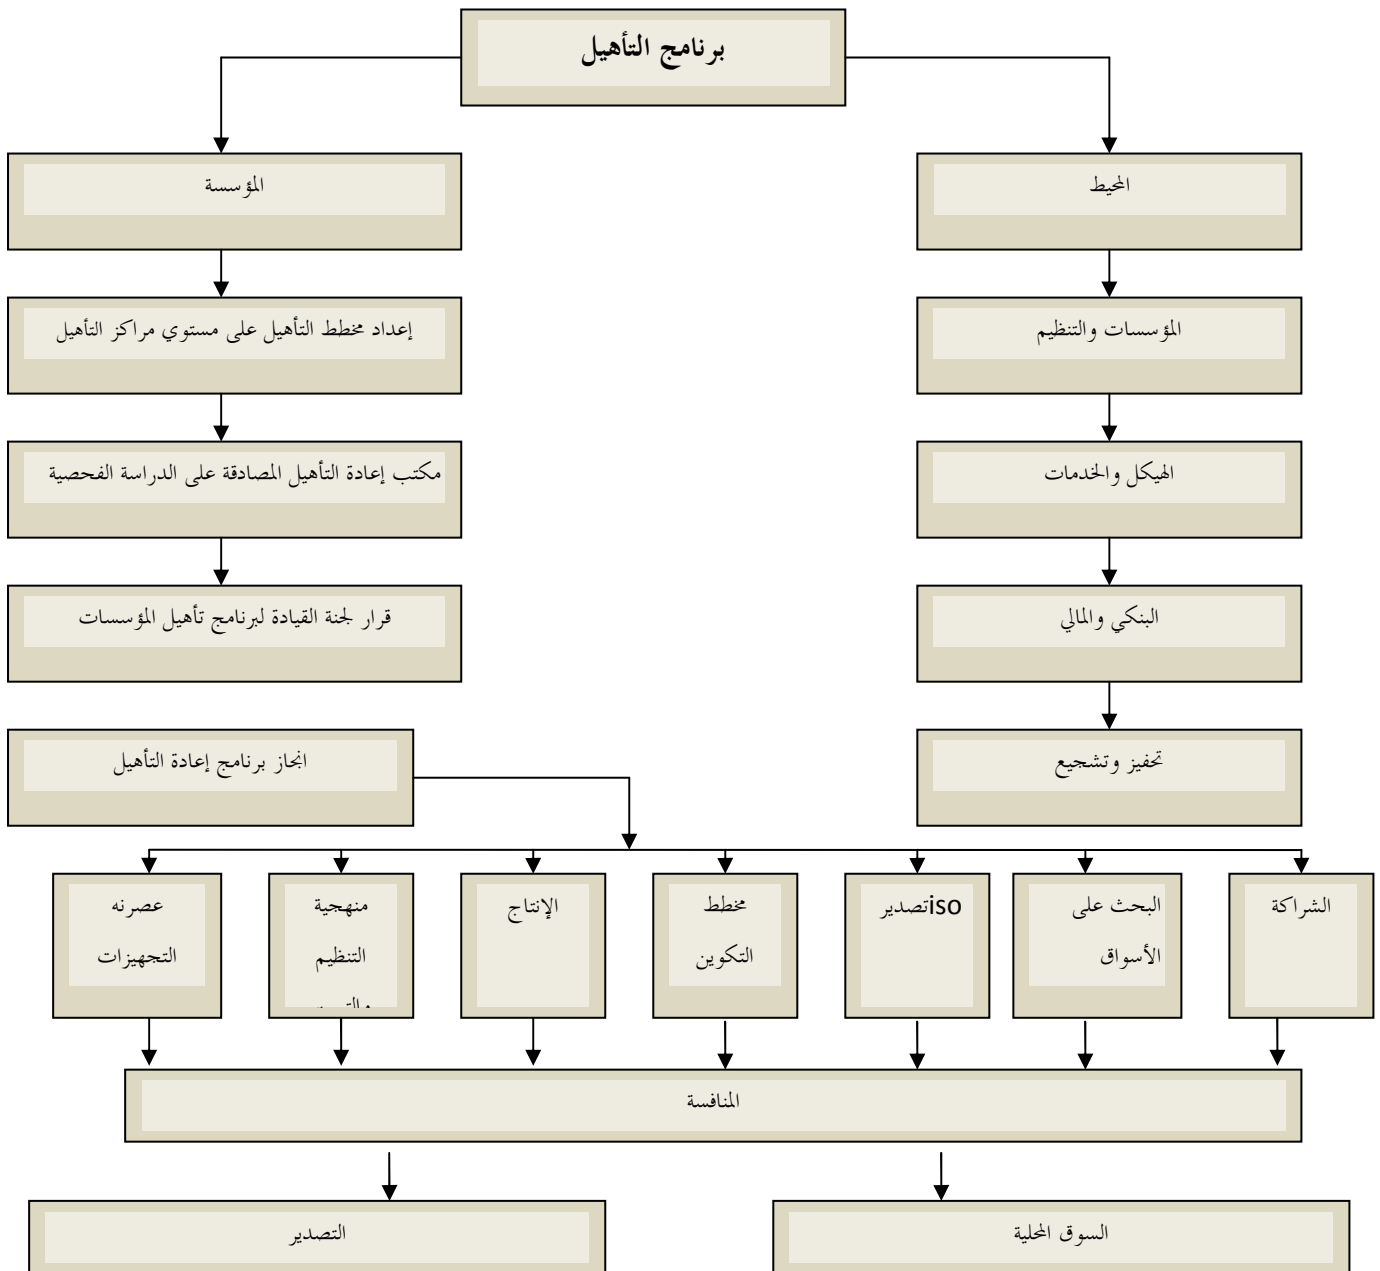 برنامج التأهيل
المحيط
المؤسسة
المؤسسات والتنظيم
إعداد مخطط التأهيل على مستوي مراكز التأهيل
الهيكل والخدمات
مكتب إعادة التأهيل المصادقة على الدراسة الفحصية
البنكي والمالي
قرار لجنة القيادة لبرنامج تأهيل المؤسسات
تحفيز وتشجيع
انجاز برنامج إعادة التأهيل
الشراكة
البحث على
الأسواق
isoتصدير
مخطط
التكوين
الإنتاج
منهجية
التنظيم
عصرنه
التجهيزات
المنافسة
السوق المحلية
التصدير